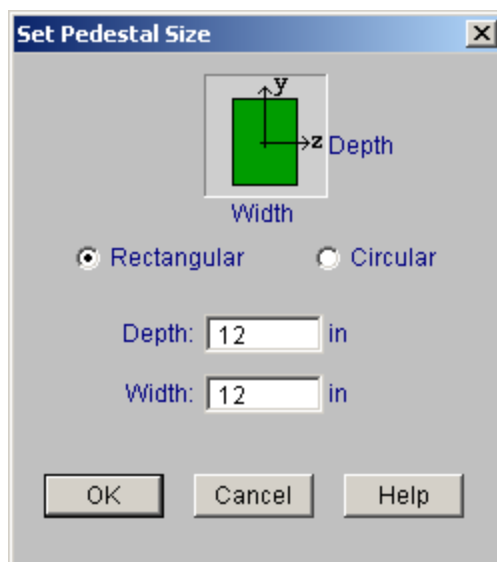 Set Pedestal Size
y
z Depth
Width
Rectangular Circular
Depth: 12 in
Width: 12 in
OK Cancel Help